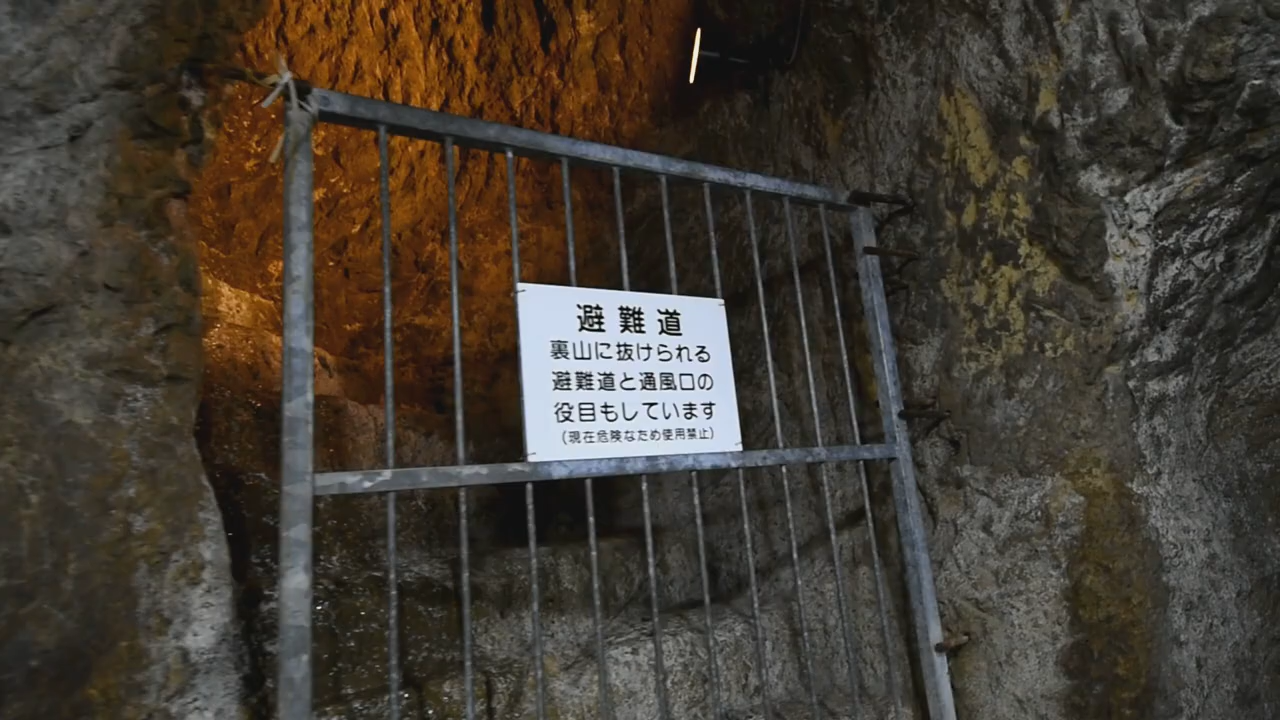 避難道
裏山に抜けられる
避難道と通風口の
役目もしています
（現在危険なため使用禁止）